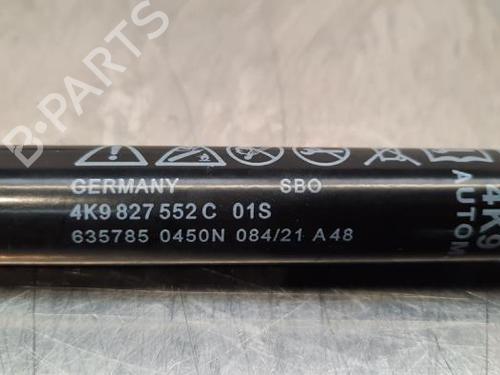 GERMANY SBO
4K9 827 552 C 01S
635785 0450N 084/21 A48
4K9
AUTOM
B-PARTS